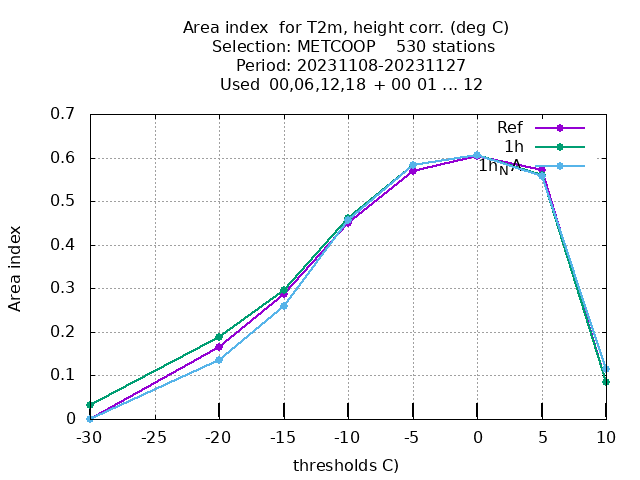 Area index  for T2m, height corr. (deg C)
Selection: METCOOP    530 stations
Period: 20231108-20231127
Used  00,06,12,18  + 00 01 ... 12
Ref
1h
1h_NA
Area index
0.7
0.6
0.5
0.4
0.3
0.2
0.1
0
-30 -25 -20 -15 -10 -5 0 5 10
thresholds C)